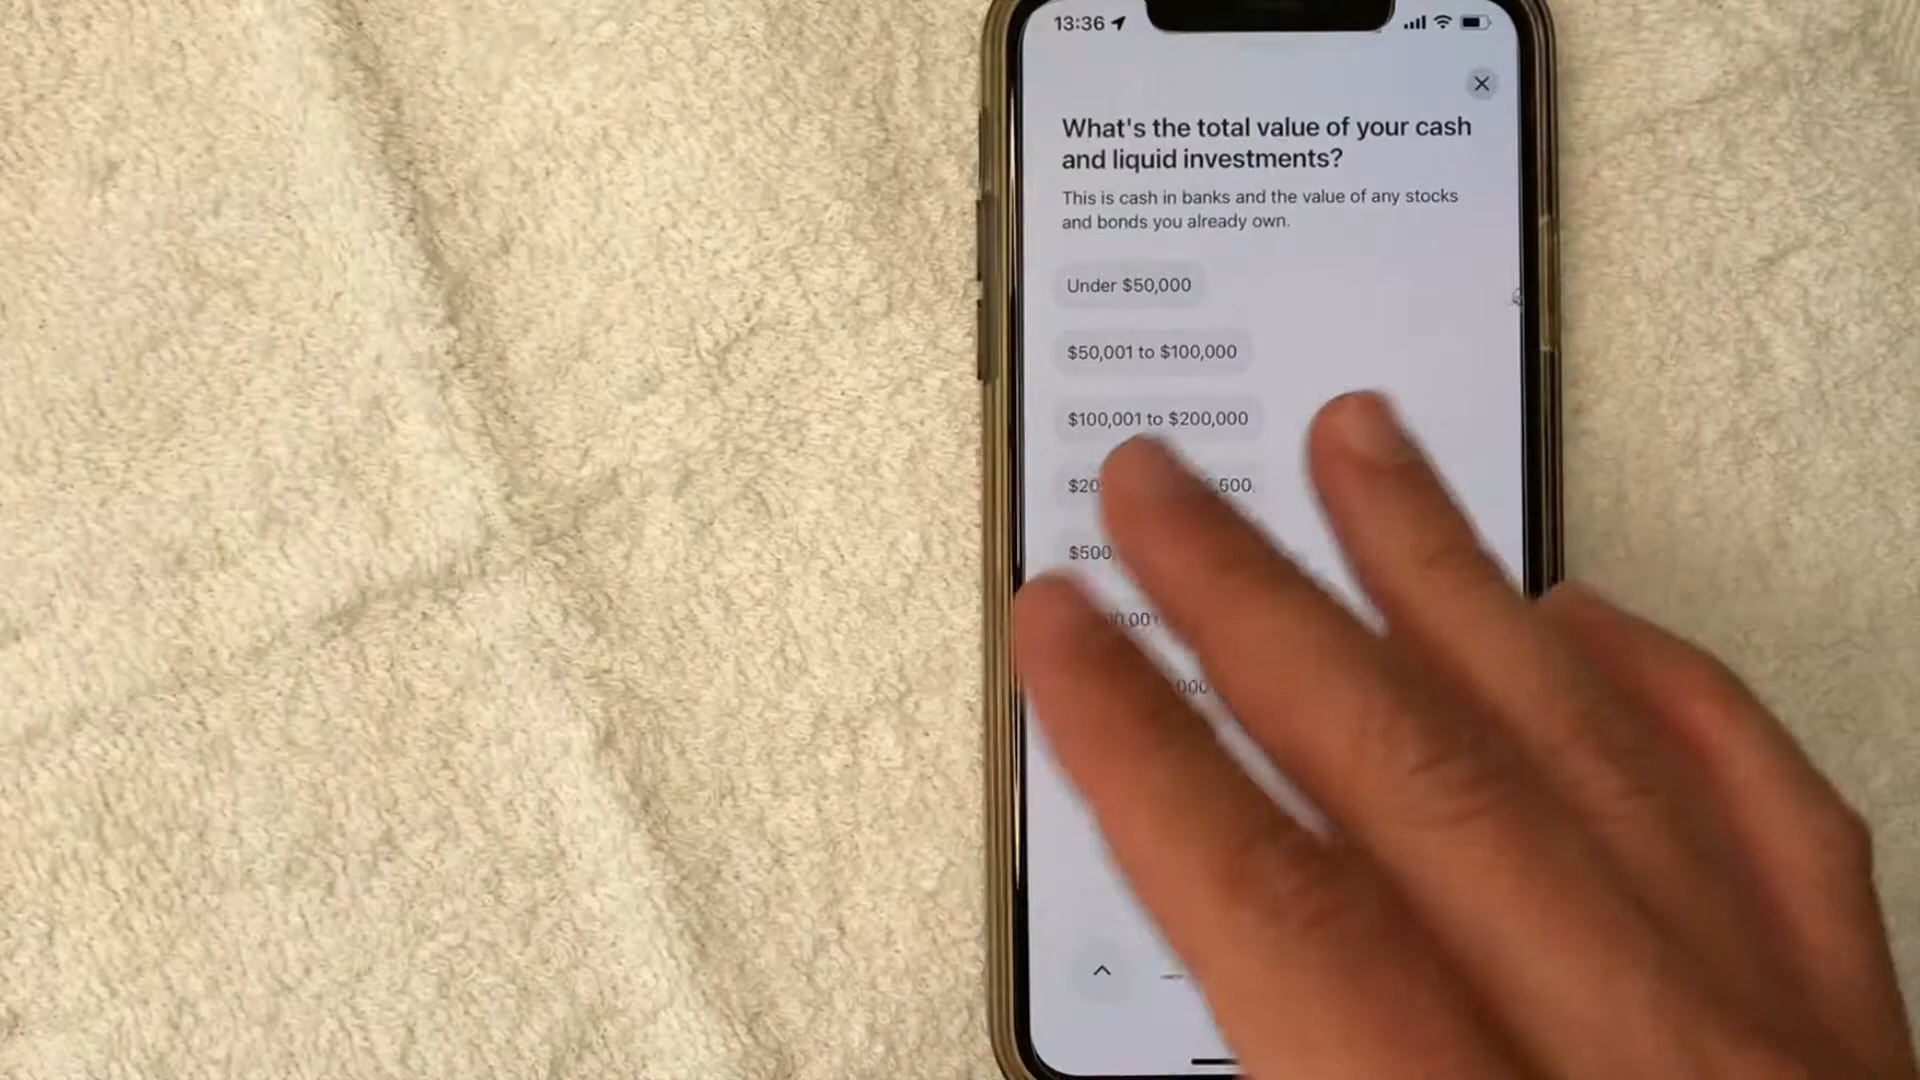 13:36
What's the total value of your cash
and liquid investments?
This is cash in banks and the value of any stocks
and bonds you already own.
Under $50,000
$50,001 to $100,000
$100,001 to $200,000
$500